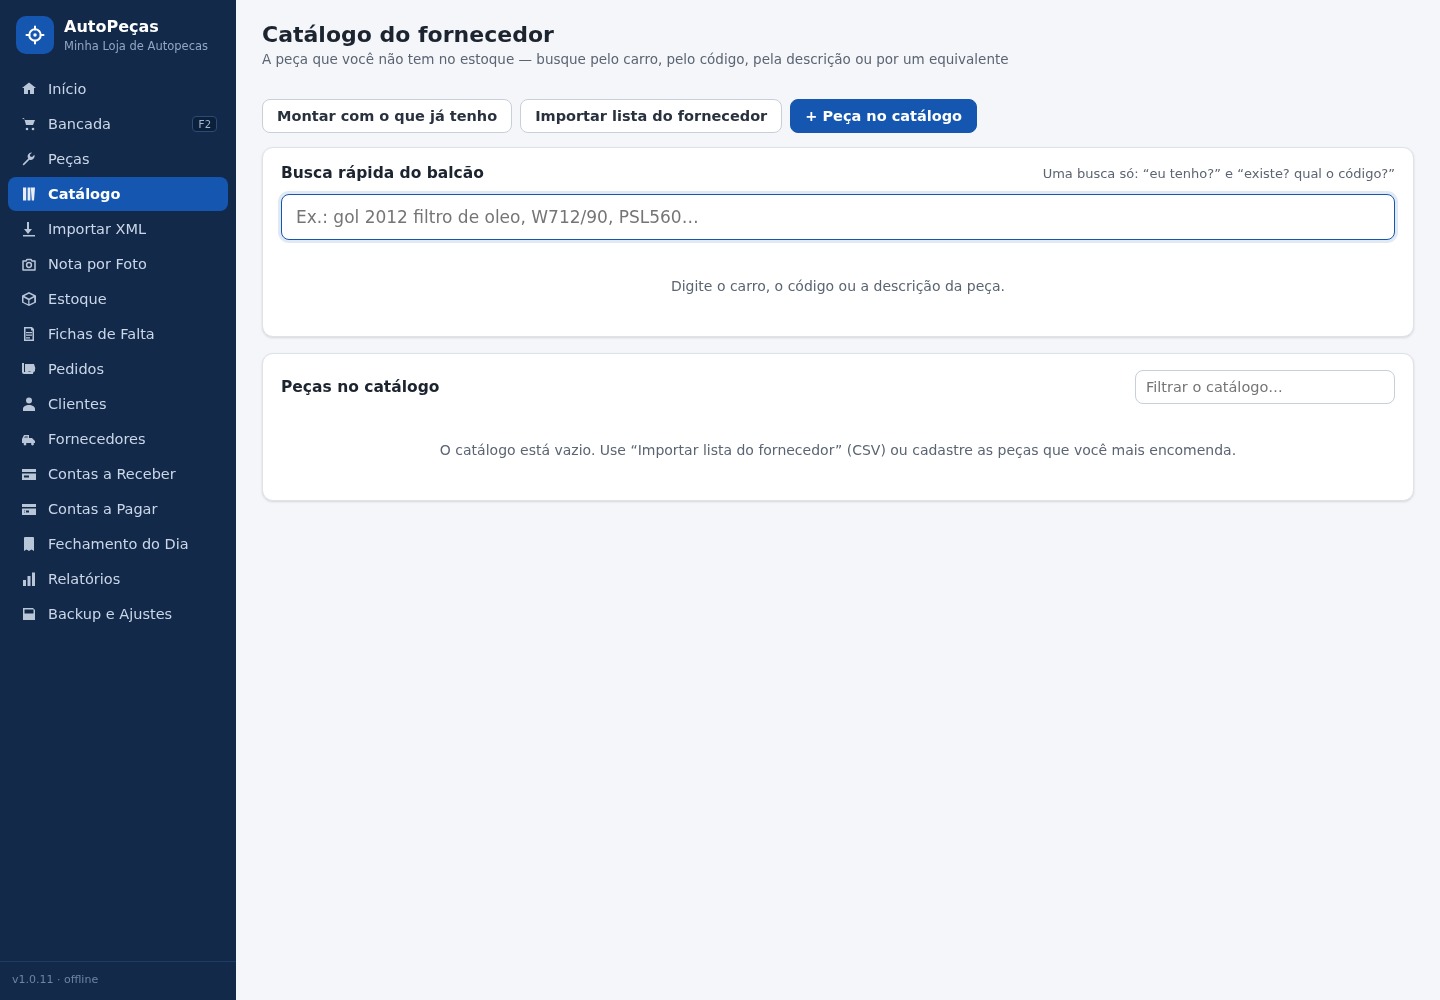 AutoPeças
Minha Loja de Autopecas
Início
Bancada F2
Peças
Catálogo
Importar XML
Nota por Foto
Estoque
Fichas de Falta
Pedidos
Clientes
Fornecedores
Contas a Receber
Contas a Pagar
Fechamento do Dia
Relatórios
Backup e Ajustes
v1.0.11 · offline
Catálogo do fornecedor
A peça que você não tem no estoque — busque pelo carro, pelo código, pela descrição ou por um equivalente
Montar com o que já tenho
Importar lista do fornecedor
+ Peça no catálogo
Busca rápida do balcão
Uma busca só: “eu tenho?” e “existe? qual o código?”
Ex.: gol 2012 filtro de oleo, W712/90, PSL560…
Digite o carro, o código ou a descrição da peça.
Peças no catálogo
Filtrar o catálogo…
O catálogo está vazio. Use “Importar lista do fornecedor” (CSV) ou cadastre as peças que você mais encomenda.